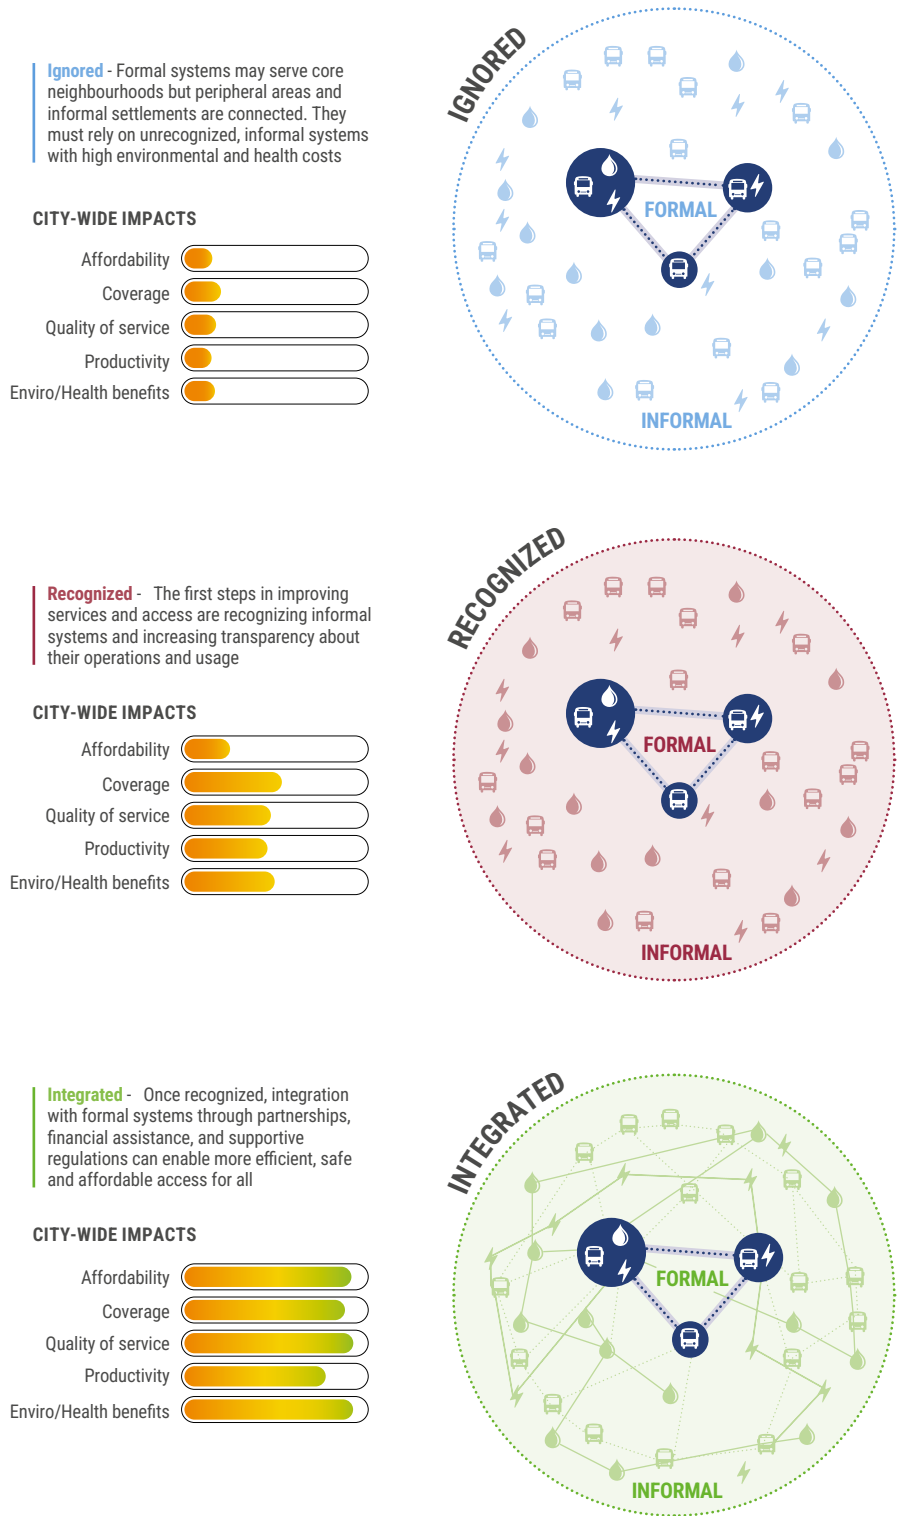 IGNORED
Ignored - Formal systems may serve core
neighbourhoods but peripheral areas and
informal settlements are connected. They
must rely on unrecognized, informal systems
with high environmental and health costs
CITY-WIDE IMPACTS
Affordability
Coverage
Quality of service
Productivity
Enviro/Health benefits
FORMAL
INFORMAL
RECOGNIZED
Recognized - The first steps in improving
services and access are recognizing informal
systems and increasing transparency about
their operations and usage
CITY-WIDE IMPACTS
Affordability
Coverage
Quality of service
Productivity
Enviro/Health benefits
FORMAL
INFORMAL
INTEGRATED
Integrated - Once recognized, integration
with formal systems through partnerships,
financial assistance, and supportive
regulations can enable more efficient, safe
and affordable access for all
CITY-WIDE IMPACTS
Affordability
Coverage
Quality of service
Productivity
Enviro/Health benefits
FORMAL
INFORMAL